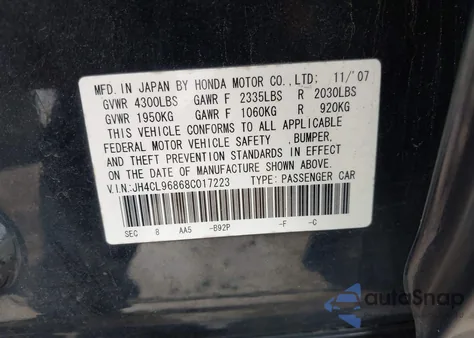 MFD. IN JAPAN BY HONDA MOTOR CO., LTD: 11/'07
GVWR 4300LBS GAWR F 2335LBS R 2030LBS
GVWR 1950KG GAWR F 1060KG R 920KG
THIS VEHICLE CONFORMS TO ALL APPLICABLE
FEDERAL MOTOR VEHICLE SAFETY , BUMPER,
AND THEFT PREVENTION STANDARDS IN EFFECT
ON THE DATE OF MANUFACTURE SHOWN ABOVE.
V.I.N:JH4CL96868C017223 TYPE: PASSENGER CAR
SEC 8 AA5 -B92P -F -C
autoSnap